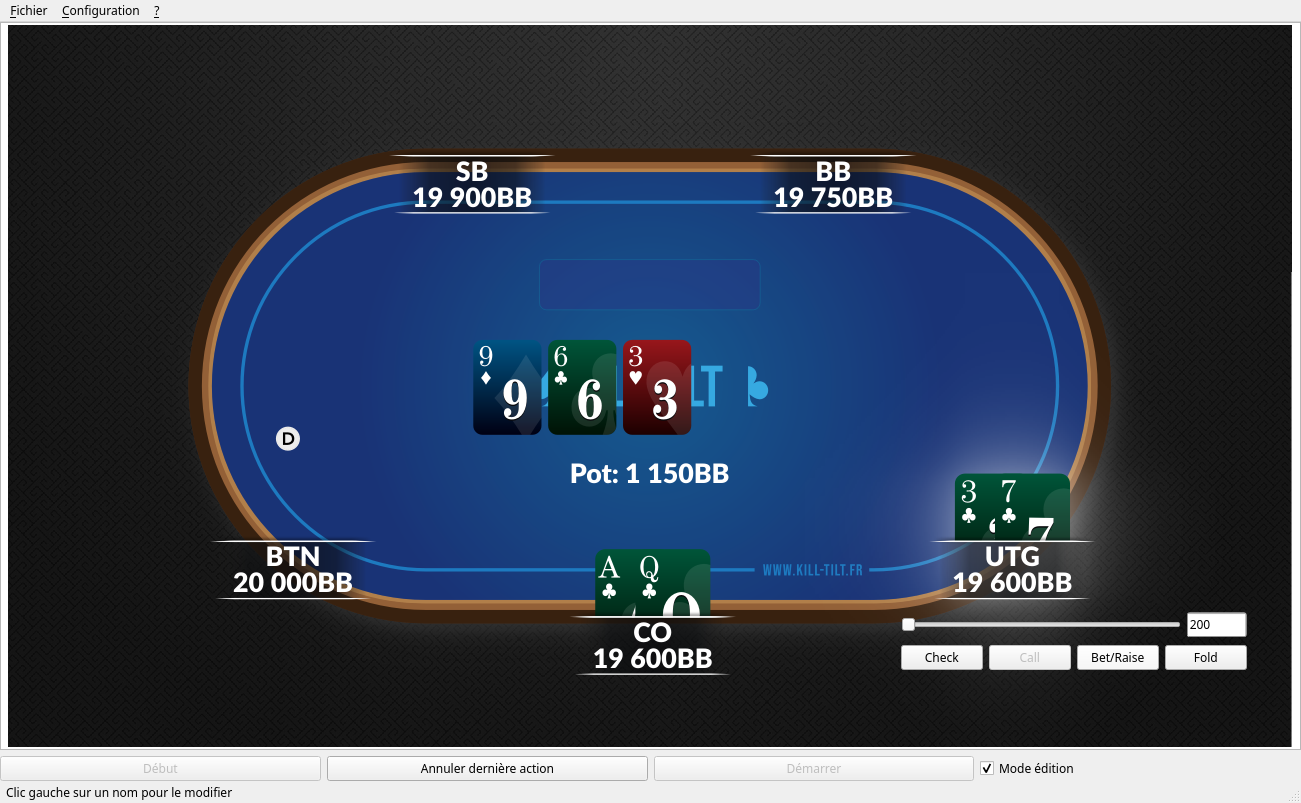 Fichier Configuration ?
SB
19 900BB
BB
19 750BB
9 6 3
9 6 3
LT
D
Pot: 1 150BB
3 7
7
BTN
20 000BB
A Q
WWW.KILL-TILT.FR
UTG
19 600BB
CO
19 600BB
200
Check Call Bet/Raise Fold
Début Annuler dernière action Démarrer Mode édition
Clic gauche sur un nom pour le modifier